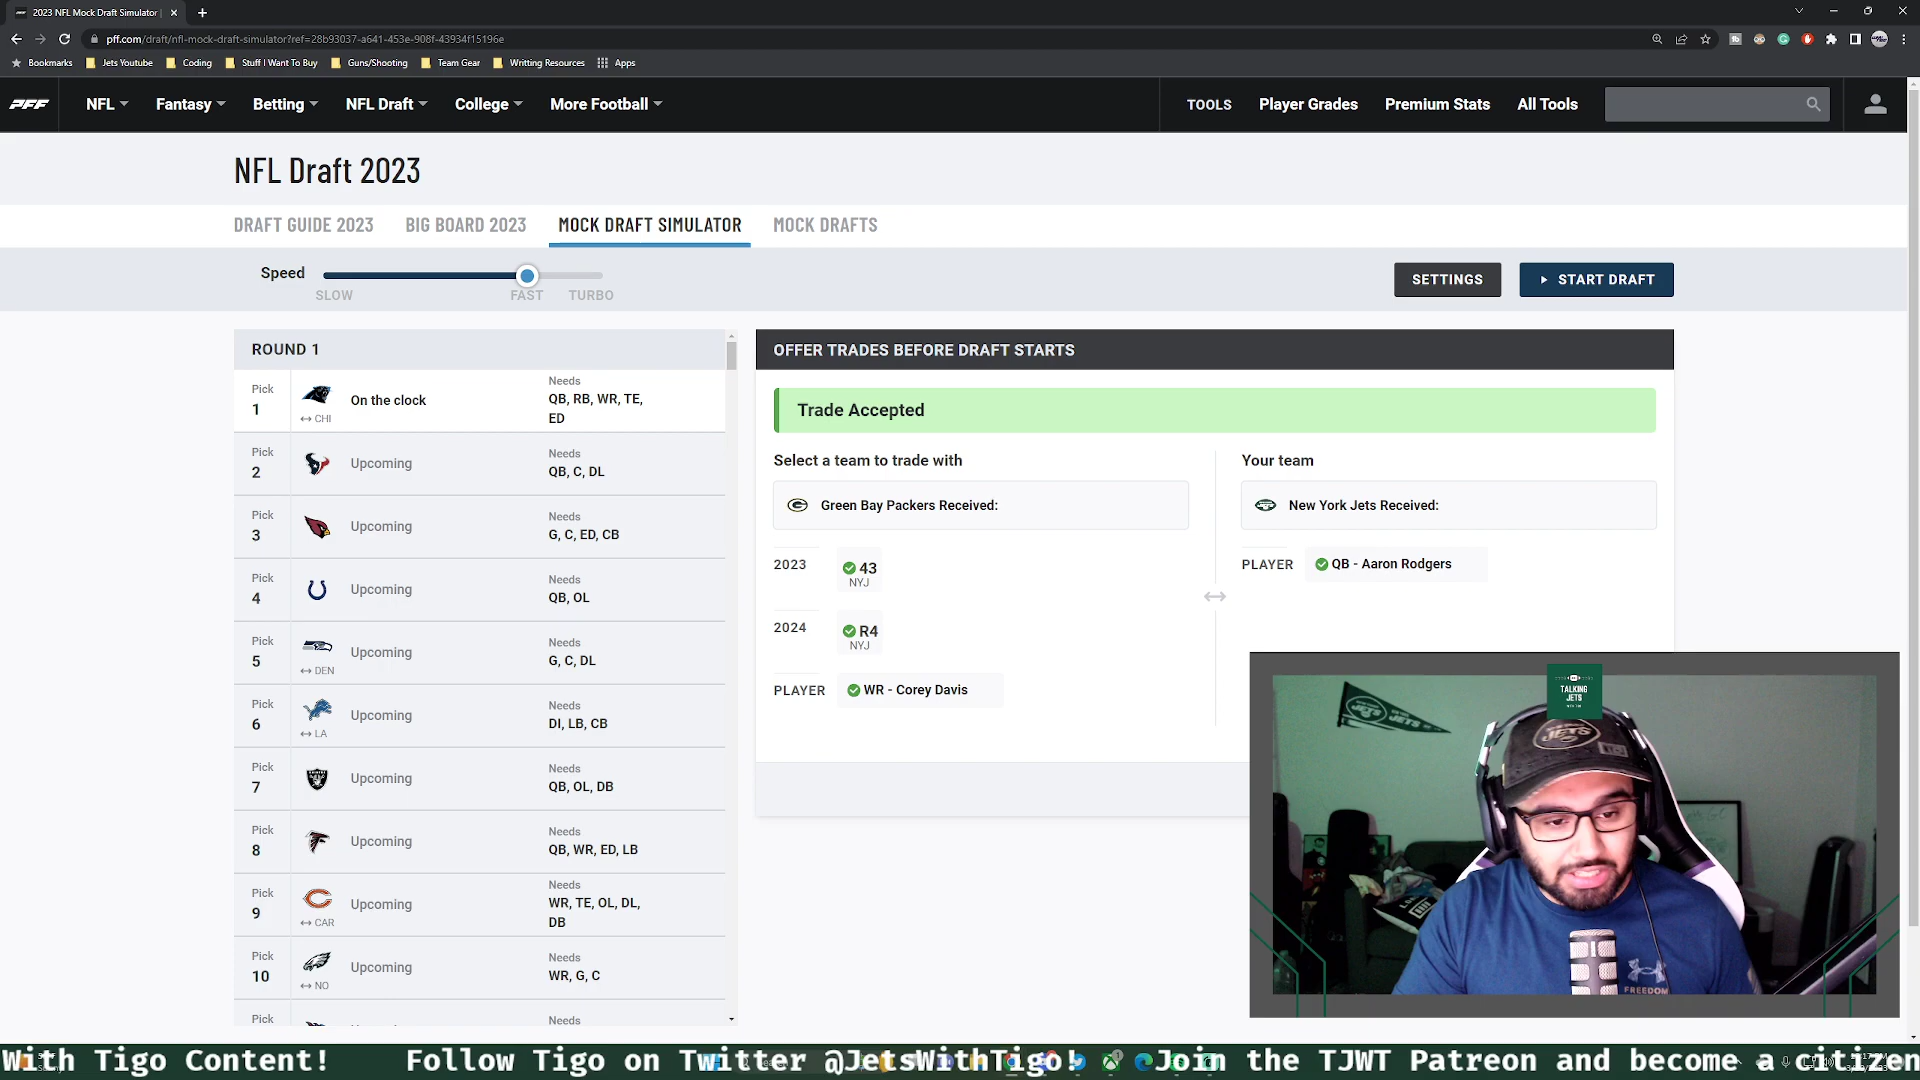 2023 NFL Mock Draft Simulator |
pff.com/draft/nfl-mock-draft-simulator?ref=28b93037-a641-453e-908f-43934f15196e
Bookmarks Jets Youtube Coding Stuff I Want To Buy Guns/Shooting Team Gear Writting Resources Apps
PFF NFL Fantasy Betting NFL Draft College More Football TOOLS Player Grades Premium Stats All Tools
NFL Draft 2023
DRAFT GUIDE 2023 BIG BOARD 2023 MOCK DRAFT SIMULATOR MOCK DRAFTS
Speed
SLOW FAST TURBO
SETTINGS START DRAFT
ROUND 1
Pick 1
CHI
On the clock
Needs
QB, RB, WR, TE,
ED
Pick 2
Upcoming
Needs
QB, C, DL
Pick 3
Upcoming
Needs
G, C, ED, CB
Pick 4
Upcoming
Needs
QB, OL
Pick 5
DEN
Upcoming
Needs
G, C, DL
Pick 6
LA
Upcoming
Needs
DI, LB, CB
Pick 7
Upcoming
Needs
QB, OL, DB
Pick 8
Upcoming
Needs
QB, WR, ED, LB
Pick 9
CAR
Upcoming
Needs
WR, TE, OL, DL,
DB
Pick 10
NO
Upcoming
Needs
WR, G, C
Pick
Needs
OFFER TRADES BEFORE DRAFT STARTS
Trade Accepted
Select a team to trade with
Green Bay Packers Received:
2023 43
NYJ
2024 R4
NYJ
PLAYER WR - Corey Davis
Your team
New York Jets Received:
PLAYER QB - Aaron Rodgers
TALKING
JETS
JETS
JETS
FREEDOM
With Tigo Content! Follow Tigo on Twitter @JetsWithTigo! Join the TJWT Patreon and become a citizen